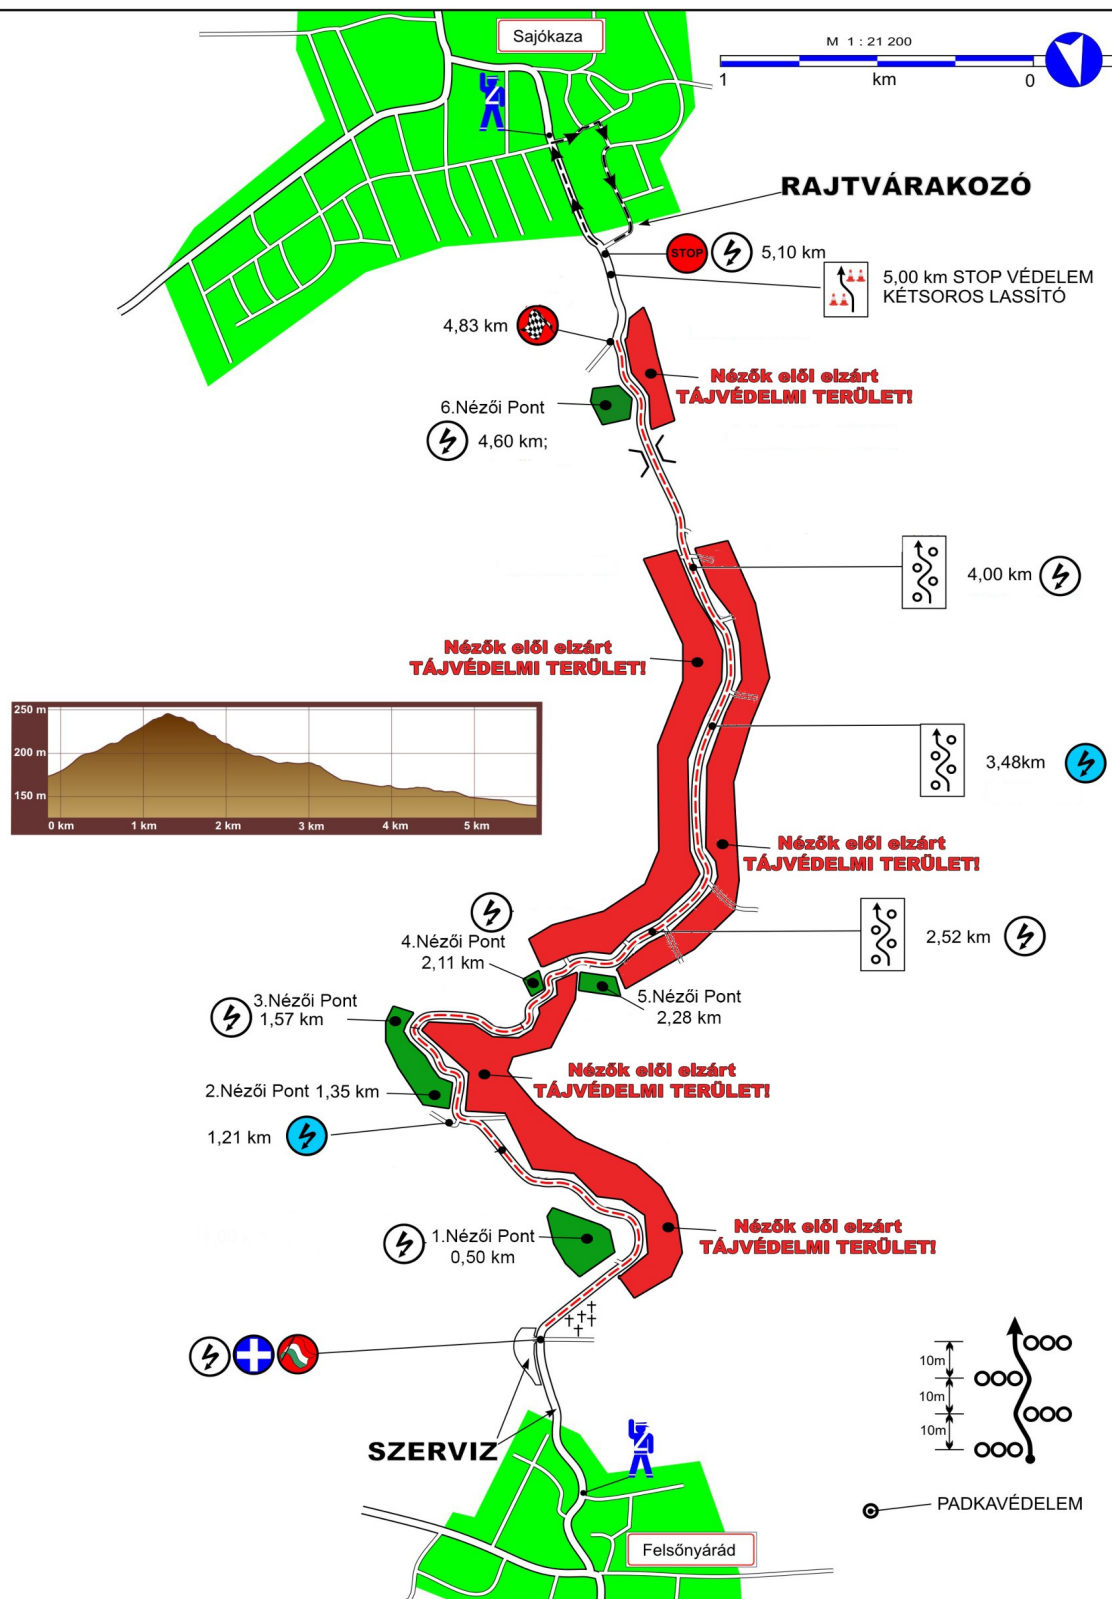 Sajókaza
M 1 : 21 200
1 km 0
RAJTVÁRAKOZÓ
STOP 5,10 km
5,00 km STOP VÉDELEM
KÉTSOROS LASSÍTÓ
4,83 km
Nézők elől elzárt
TÁJVÉDELMI TERÜLET!
6.Nézői Pont
4,60 km;
4,00 km
Nézők elől elzárt
TÁJVÉDELMI TERÜLET!
250 m
200 m
150 m
0 km 1 km 2 km 3 km 4 km 5 km
3,48km
Nézők elől elzárt
TÁJVÉDELMI TERÜLET!
4.Nézői Pont
2,11 km
2,52 km
5.Nézői Pont
2,28 km
3.Nézői Pont
1,57 km
Nézők elől elzárt
TÁJVÉDELMI TERÜLET!
2.Nézői Pont 1,35 km
1,21 km
1.Nézői Pont
0,50 km
Nézők elől elzárt
TÁJVÉDELMI TERÜLET!
10m
10m
10m
SZERVIZ
PADKAVÉDELEM
Felsőnyárád